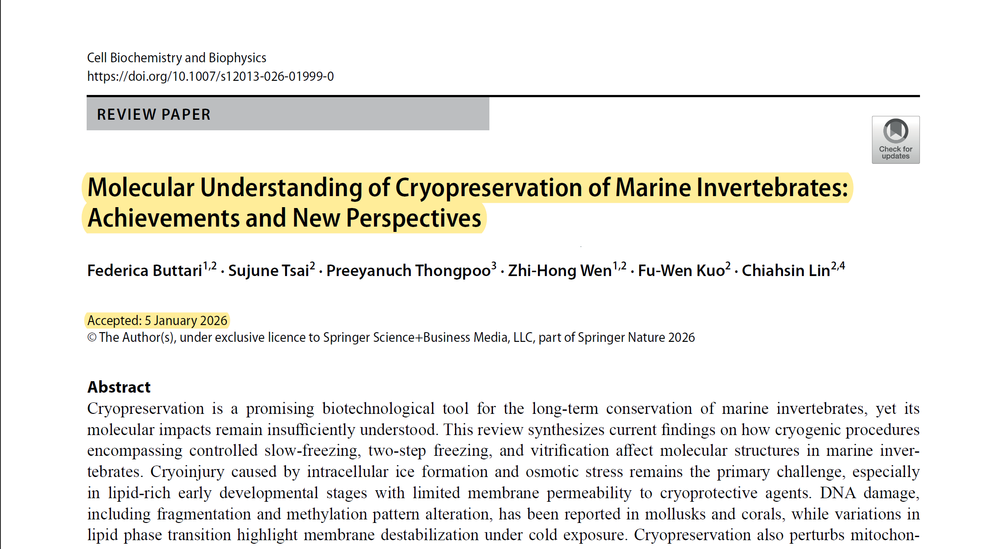 Cell Biochemistry and Biophysics
https://doi.org/10.1007/s12013-026-01999-0
REVIEW PAPER
Check for
updates
Molecular Understanding of Cryopreservation of Marine Invertebrates:
Achievements and New Perspectives
Federica Buttari1,2 · Sujune Tsai2 · Preeyanuch Thongpoo3 · Zhi-Hong Wen1,2 · Fu-Wen Kuo2 · Chiahsin Lin2,4
Accepted: 5 January 2026
© The Author(s), under exclusive licence to Springer Science+Business Media, LLC, part of Springer Nature 2026
Abstract
Cryopreservation is a promising biotechnological tool for the long-term conservation of marine invertebrates, yet its
molecular impacts remain insufficiently understood. This review synthesizes current findings on how cryogenic procedures
encompassing controlled slow-freezing, two-step freezing, and vitrification affect molecular structures in marine inver-
tebrates. Cryoinjury caused by intracellular ice formation and osmotic stress remains the primary challenge, especially
in lipid-rich early developmental stages with limited membrane permeability to cryoprotective agents. DNA damage,
including fragmentation and methylation pattern alteration, has been reported in mollusks and corals, while variations in
lipid phase transition highlight membrane destabilization under cold exposure. Cryopreservation also perturbs mitochon-